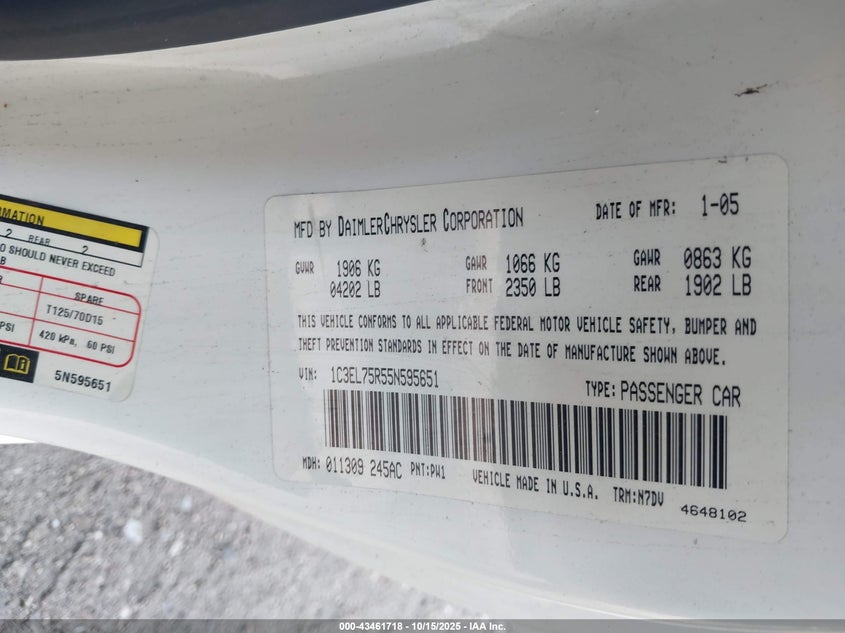 MATION
2 REAR 2
O SHOULD NEVER EXCEED
B
R
SPARE
T125/70D15
PSI
420 kPa, 60 PSI
5N595651
MFD BY DAIMLERCHRYSLER CORPORATION DATE OF MFR: 1-05
GVWR 1906 KG GAWR 1066 KG GAWR 0863 KG
04202 LB FRONT 2350 LB REAR 1902 LB
THIS VEHICLE CONFORMS TO ALL APPLICABLE FEDERAL MOTOR VEHICLE SAFETY, BUMPER AND
THEFT PREVENTION STANDARDS IN EFFECT ON THE DATE OF MANUFACTURE SHOWN ABOVE.
VIN: 1C3EL75R55N595651 TYPE: PASSENGER CAR
MDH: 011309 245AC PNT:PW1 VEHICLE MADE IN U.S.A. TRM:N7DV
4648102
000-43461718 - 10/15/2025 - IAA Inc.